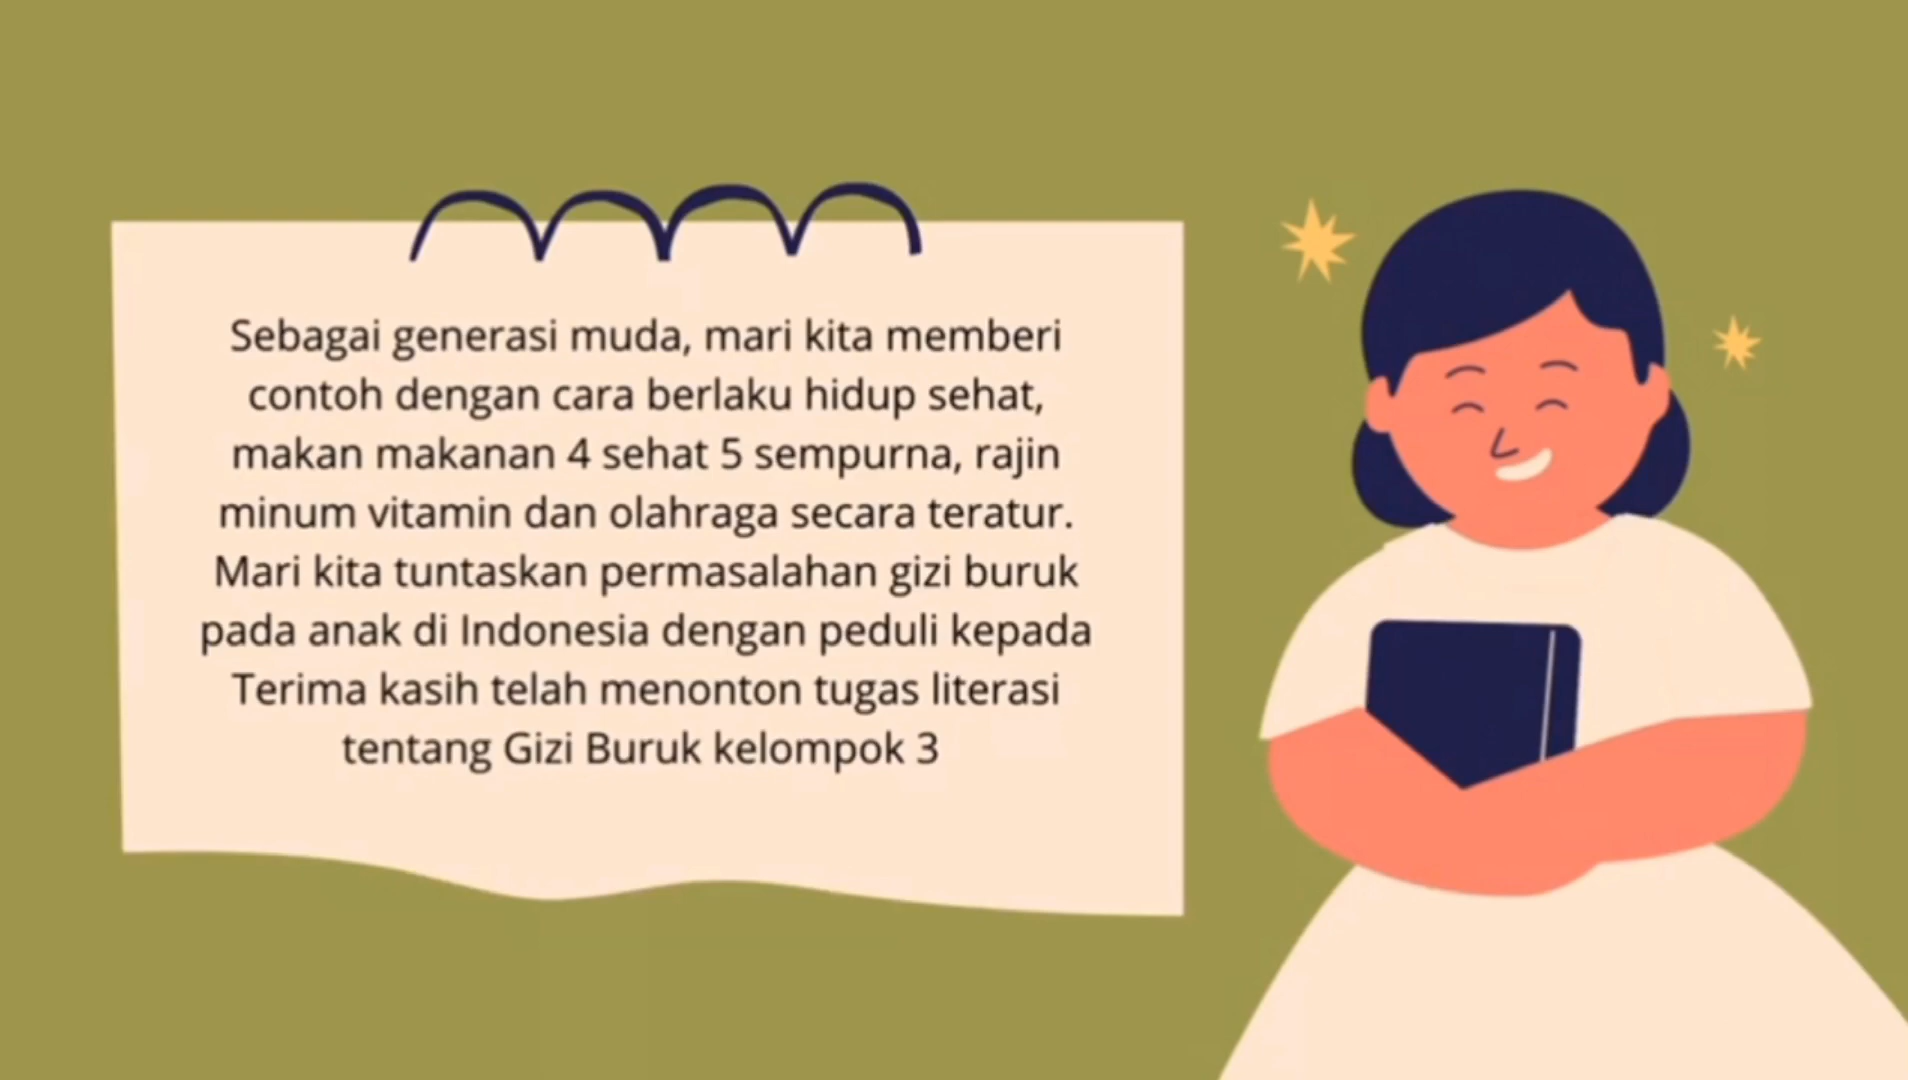 Sebagai generasi muda, mari kita memberi
contoh dengan cara berlaku hidup sehat,
makan makanan 4 sehat 5 sempurna, rajin
minum vitamin dan olahraga secara teratur.
Mari kita tuntaskan permasalahan gizi buruk
pada anak di Indonesia dengan peduli kepada
Terima kasih telah menonton tugas literasi
tentang Gizi Buruk kelompok 3